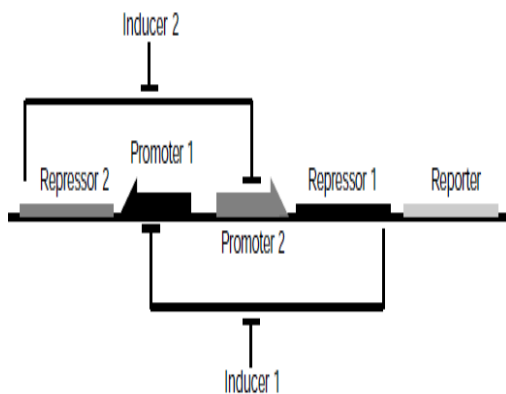 Inducer 2
Promoter 1
Repressor 2
Repressor 1
Reporter
Promoter 2
Inducer 1